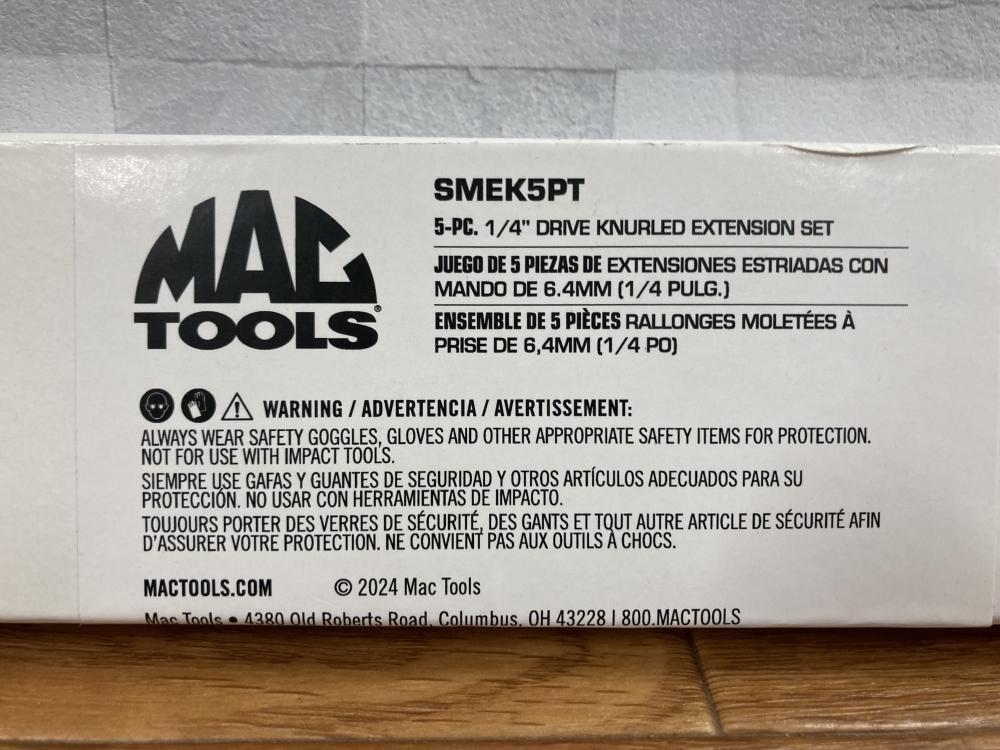 MAC
TOOLS®
SMEK5PT
5-PC. 1/4" DRIVE KNURLED EXTENSION SET
JUEGO DE 5 PIEZAS DE EXTENSIONES ESTRIADAS CON
MANDO DE 6.4MM (1/4 PULG.)
ENSEMBLE DE 5 PIÈCES RALLONGES MOLETÉES À
PRISE DE 6,4MM (1/4 PO)
WARNING / ADVERTENCIA / AVERTISSEMENT:
ALWAYS WEAR SAFETY GOGGLES, GLOVES AND OTHER APPROPRIATE SAFETY ITEMS FOR PROTECTION.
NOT FOR USE WITH IMPACT TOOLS.
SIEMPRE USE GAFAS Y GUANTES DE SEGURIDAD Y OTROS ARTÍCULOS ADECUADOS PARA SU
PROTECCIÓN. NO USAR CON HERRAMIENTAS DE IMPACTO.
TOUJOURS PORTER DES VERRES DE SÉCURITÉ, DES GANTS ET TOUT AUTRE ARTICLE DE SÉCURITÉ AFIN
D'ASSURER VOTRE PROTECTION. NE CONVIENT PAS AUX OUTILS À CHOCS.
MACTOOLS.COM © 2024 Mac Tools
Mac Tools • 4380 Old Roberts Road, Columbus, OH 43228 | 800.MACTOOLS